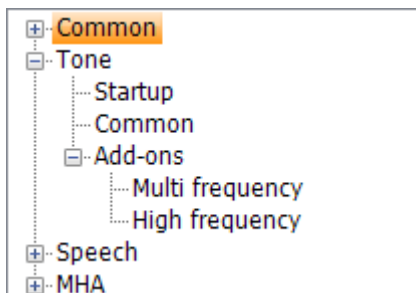 Common
Tone
Startup
Common
Add-ons
Multi frequency
High frequency
Speech
MHA